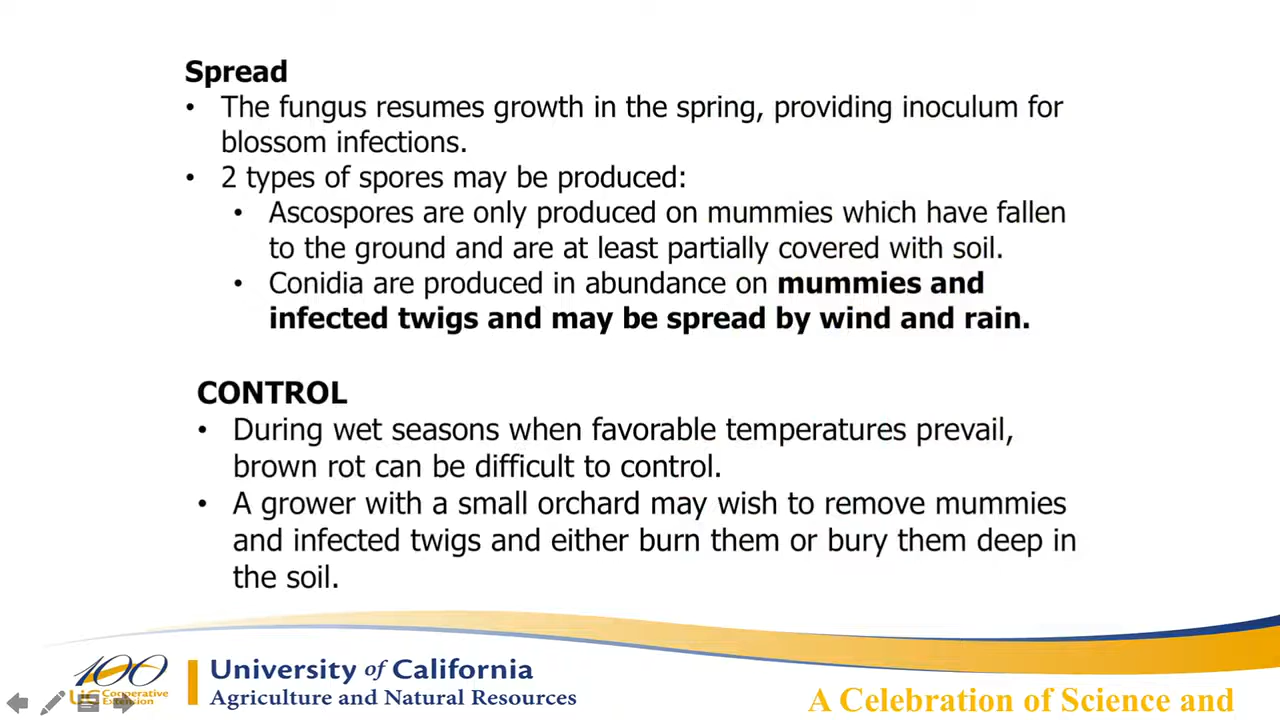 Spread
• The fungus resumes growth in the spring, providing inoculum for
blossom infections.
• 2 types of spores may be produced:
• Ascospores are only produced on mummies which have fallen
to the ground and are at least partially covered with soil.
• Conidia are produced in abundance on mummies and
infected twigs and may be spread by wind and rain.
CONTROL
• During wet seasons when favorable temperatures prevail,
brown rot can be difficult to control.
• A grower with a small orchard may wish to remove mummies
and infected twigs and either burn them or bury them deep in
the soil.
100
UC Cooperative
Extension
University of California
Agriculture and Natural Resources
A Celebration of Science and